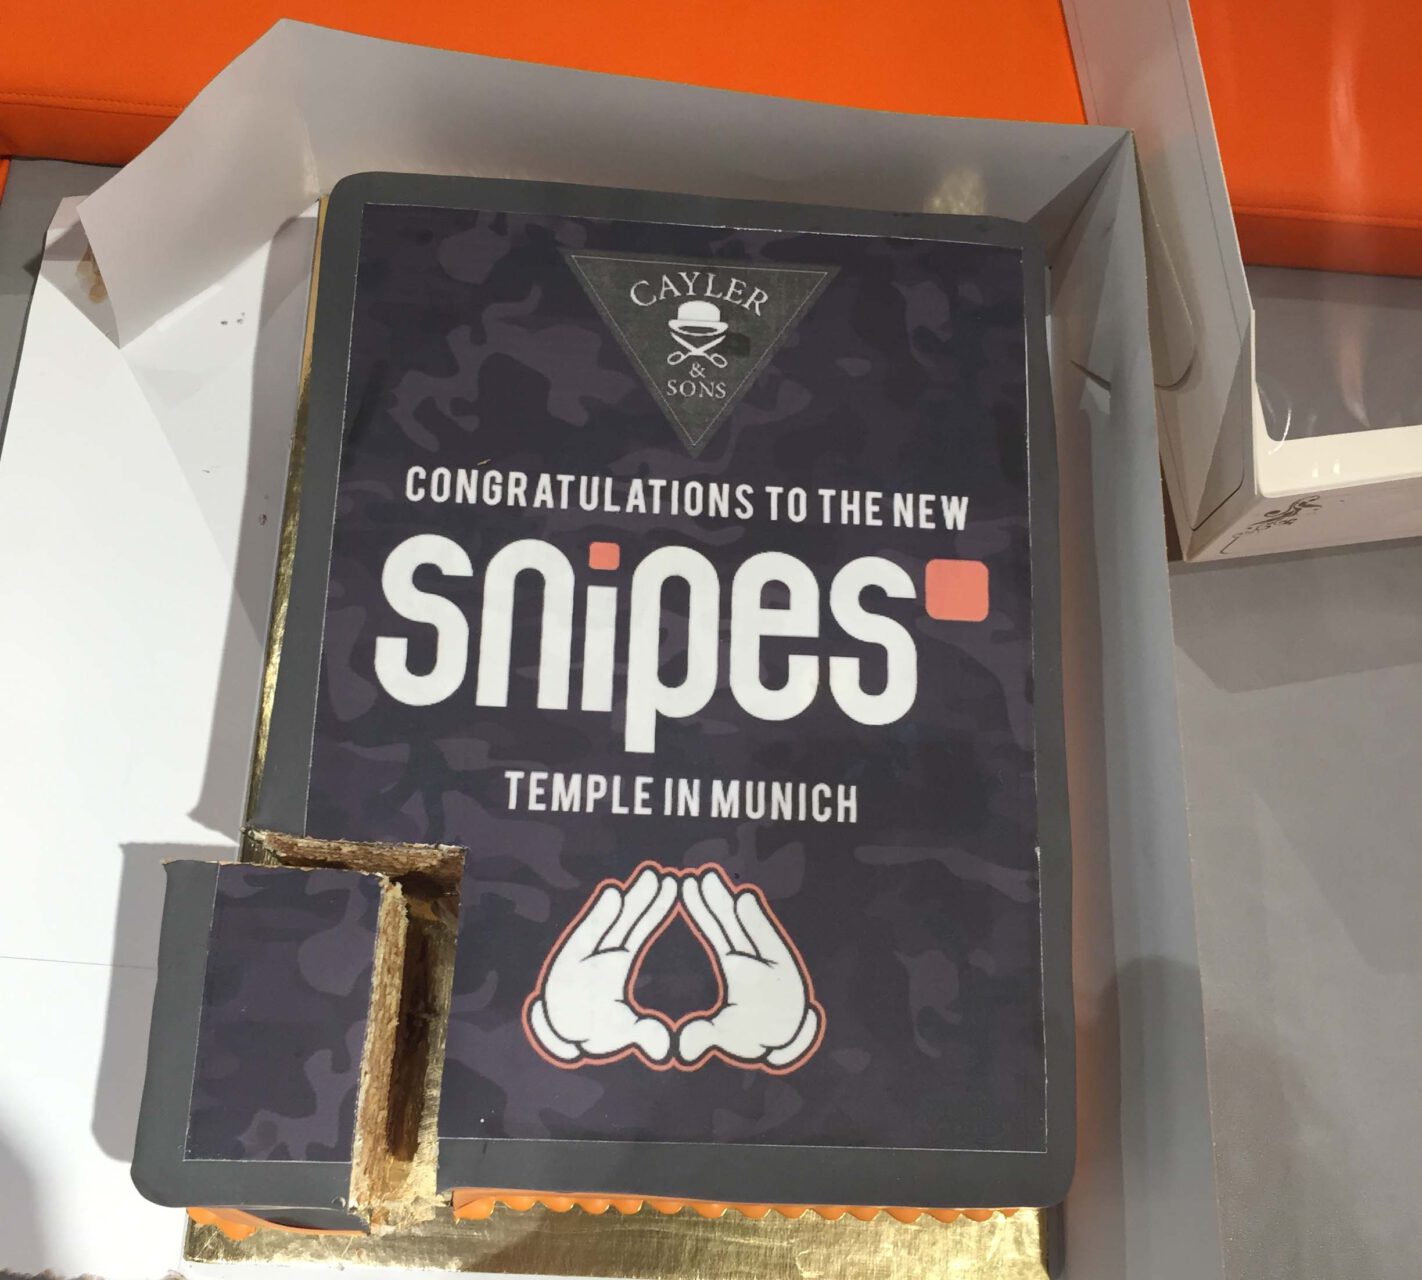 CAYLER
&
SONS
CONGRATULATIONS TO THE NEW
snipes
TEMPLE IN MUNICH